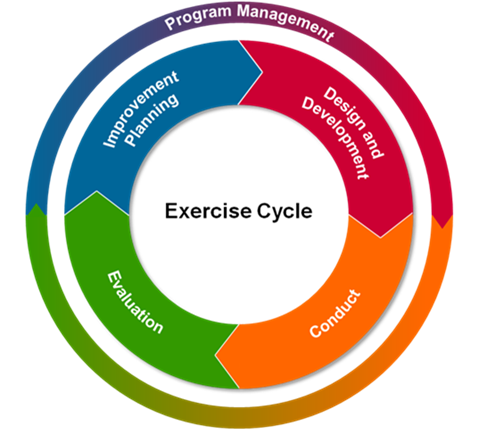 Program Management
Improvement
Planning
Design and
Development
Exercise Cycle
Evaluation
Conduct